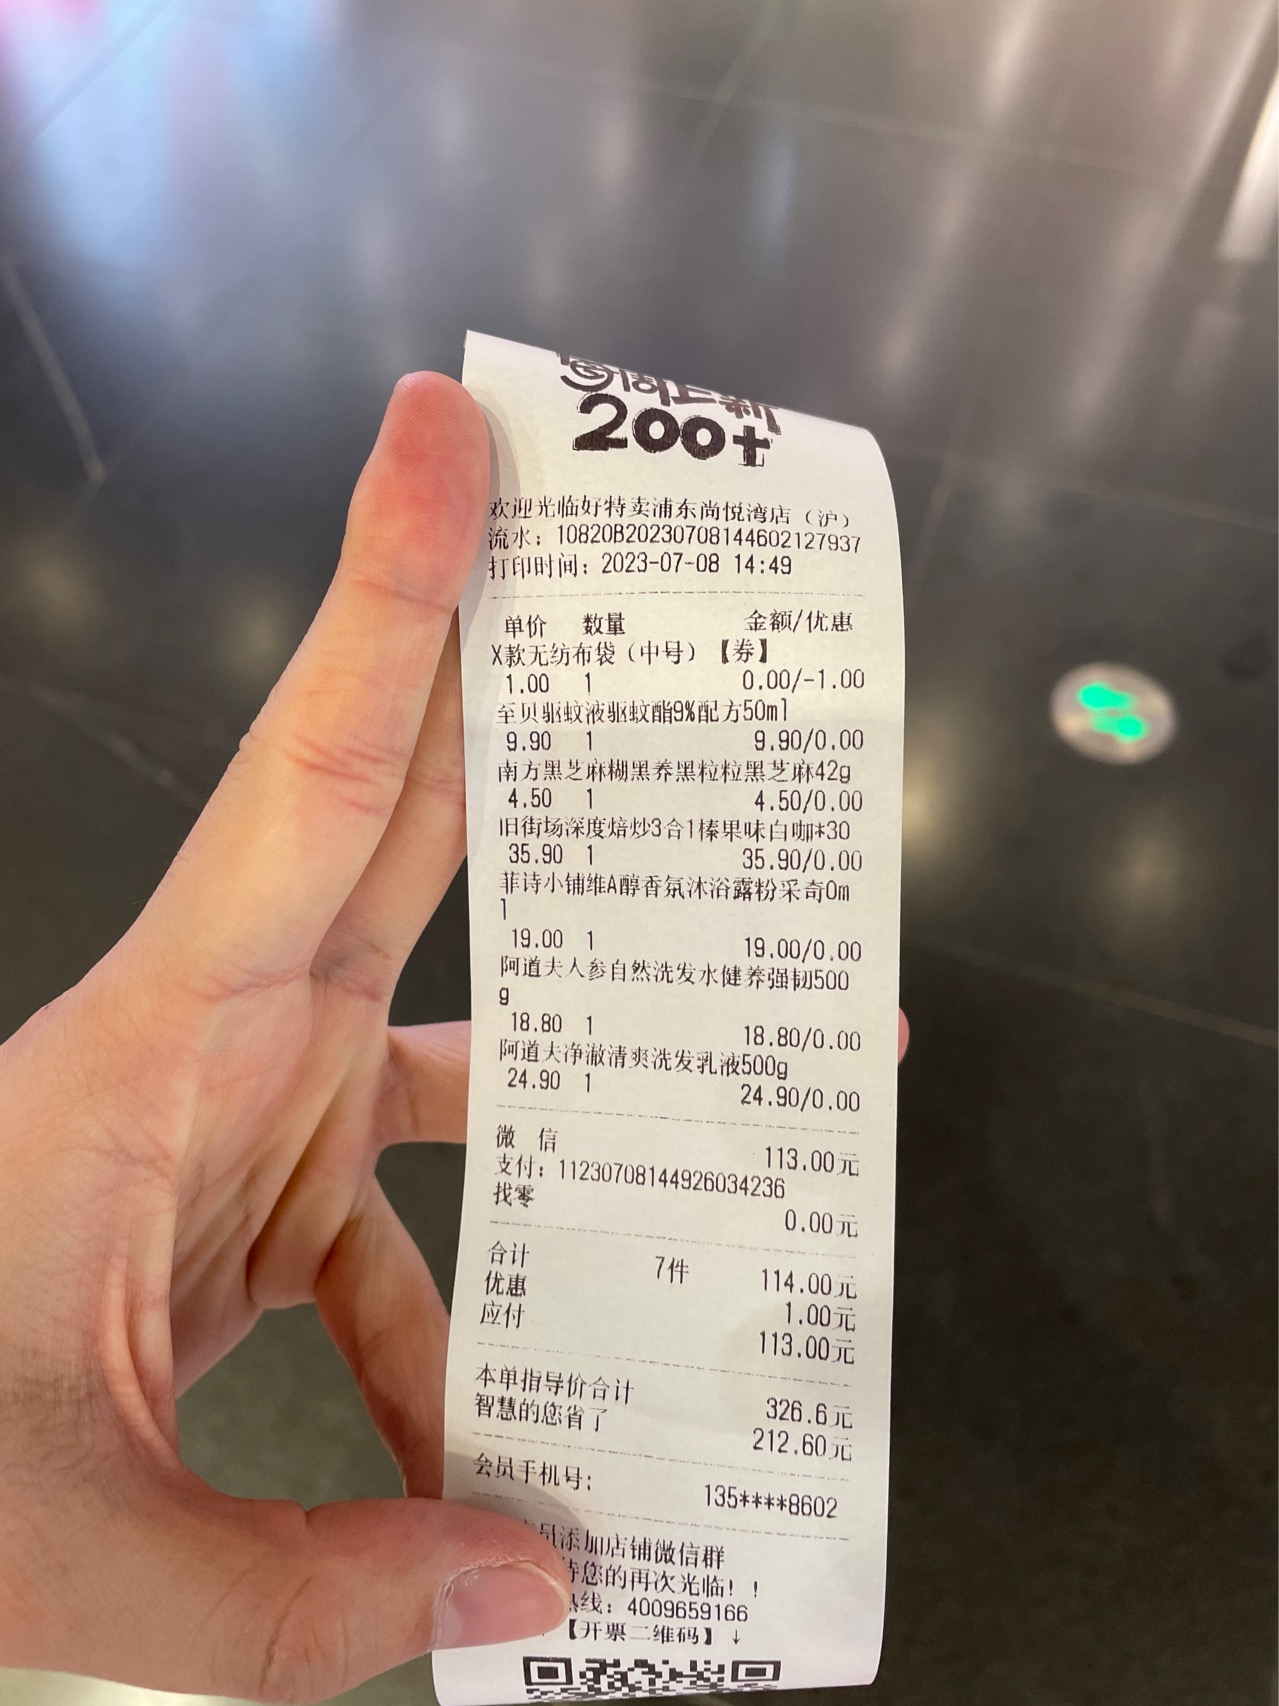 周上新
200+
欢迎光临好特卖浦东尚悦湾店（沪）
流水：10820B20230708144602127937
打印时间：2023-07-08 14:49
单价 数量 金额/优惠
X款无纺布袋（中号）【券】
1.00 1 0.00/-1.00
至贝驱蚊液驱蚊酯9%配方50ml
9.90 1 9.90/0.00
南方黑芝麻糊黑养黑粒粒黑芝麻42g
4.50 1 4.50/0.00
旧街场深度焙炒3合1榛果味白咖*30
35.90 1 35.90/0.00
菲诗小铺维A醇香氛沐浴露粉采奇0m
l
19.00 1 19.00/0.00
阿道夫人参自然洗发水健养强韧500
g
18.80 1 18.80/0.00
阿道夫净澈清爽洗发乳液500g
24.90 1 24.90/0.00
微 信 113.00元
支付：11230708144926034236
找零 0.00元
合计 7件 114.00元
优惠 1.00元
应付 113.00元
本单指导价合计 326.6元
智慧的您省了 212.60元
会员手机号: 135****8602
员添加店铺微信群
待您的再次光临！！
热线：4009659166
【开票二维码】↓